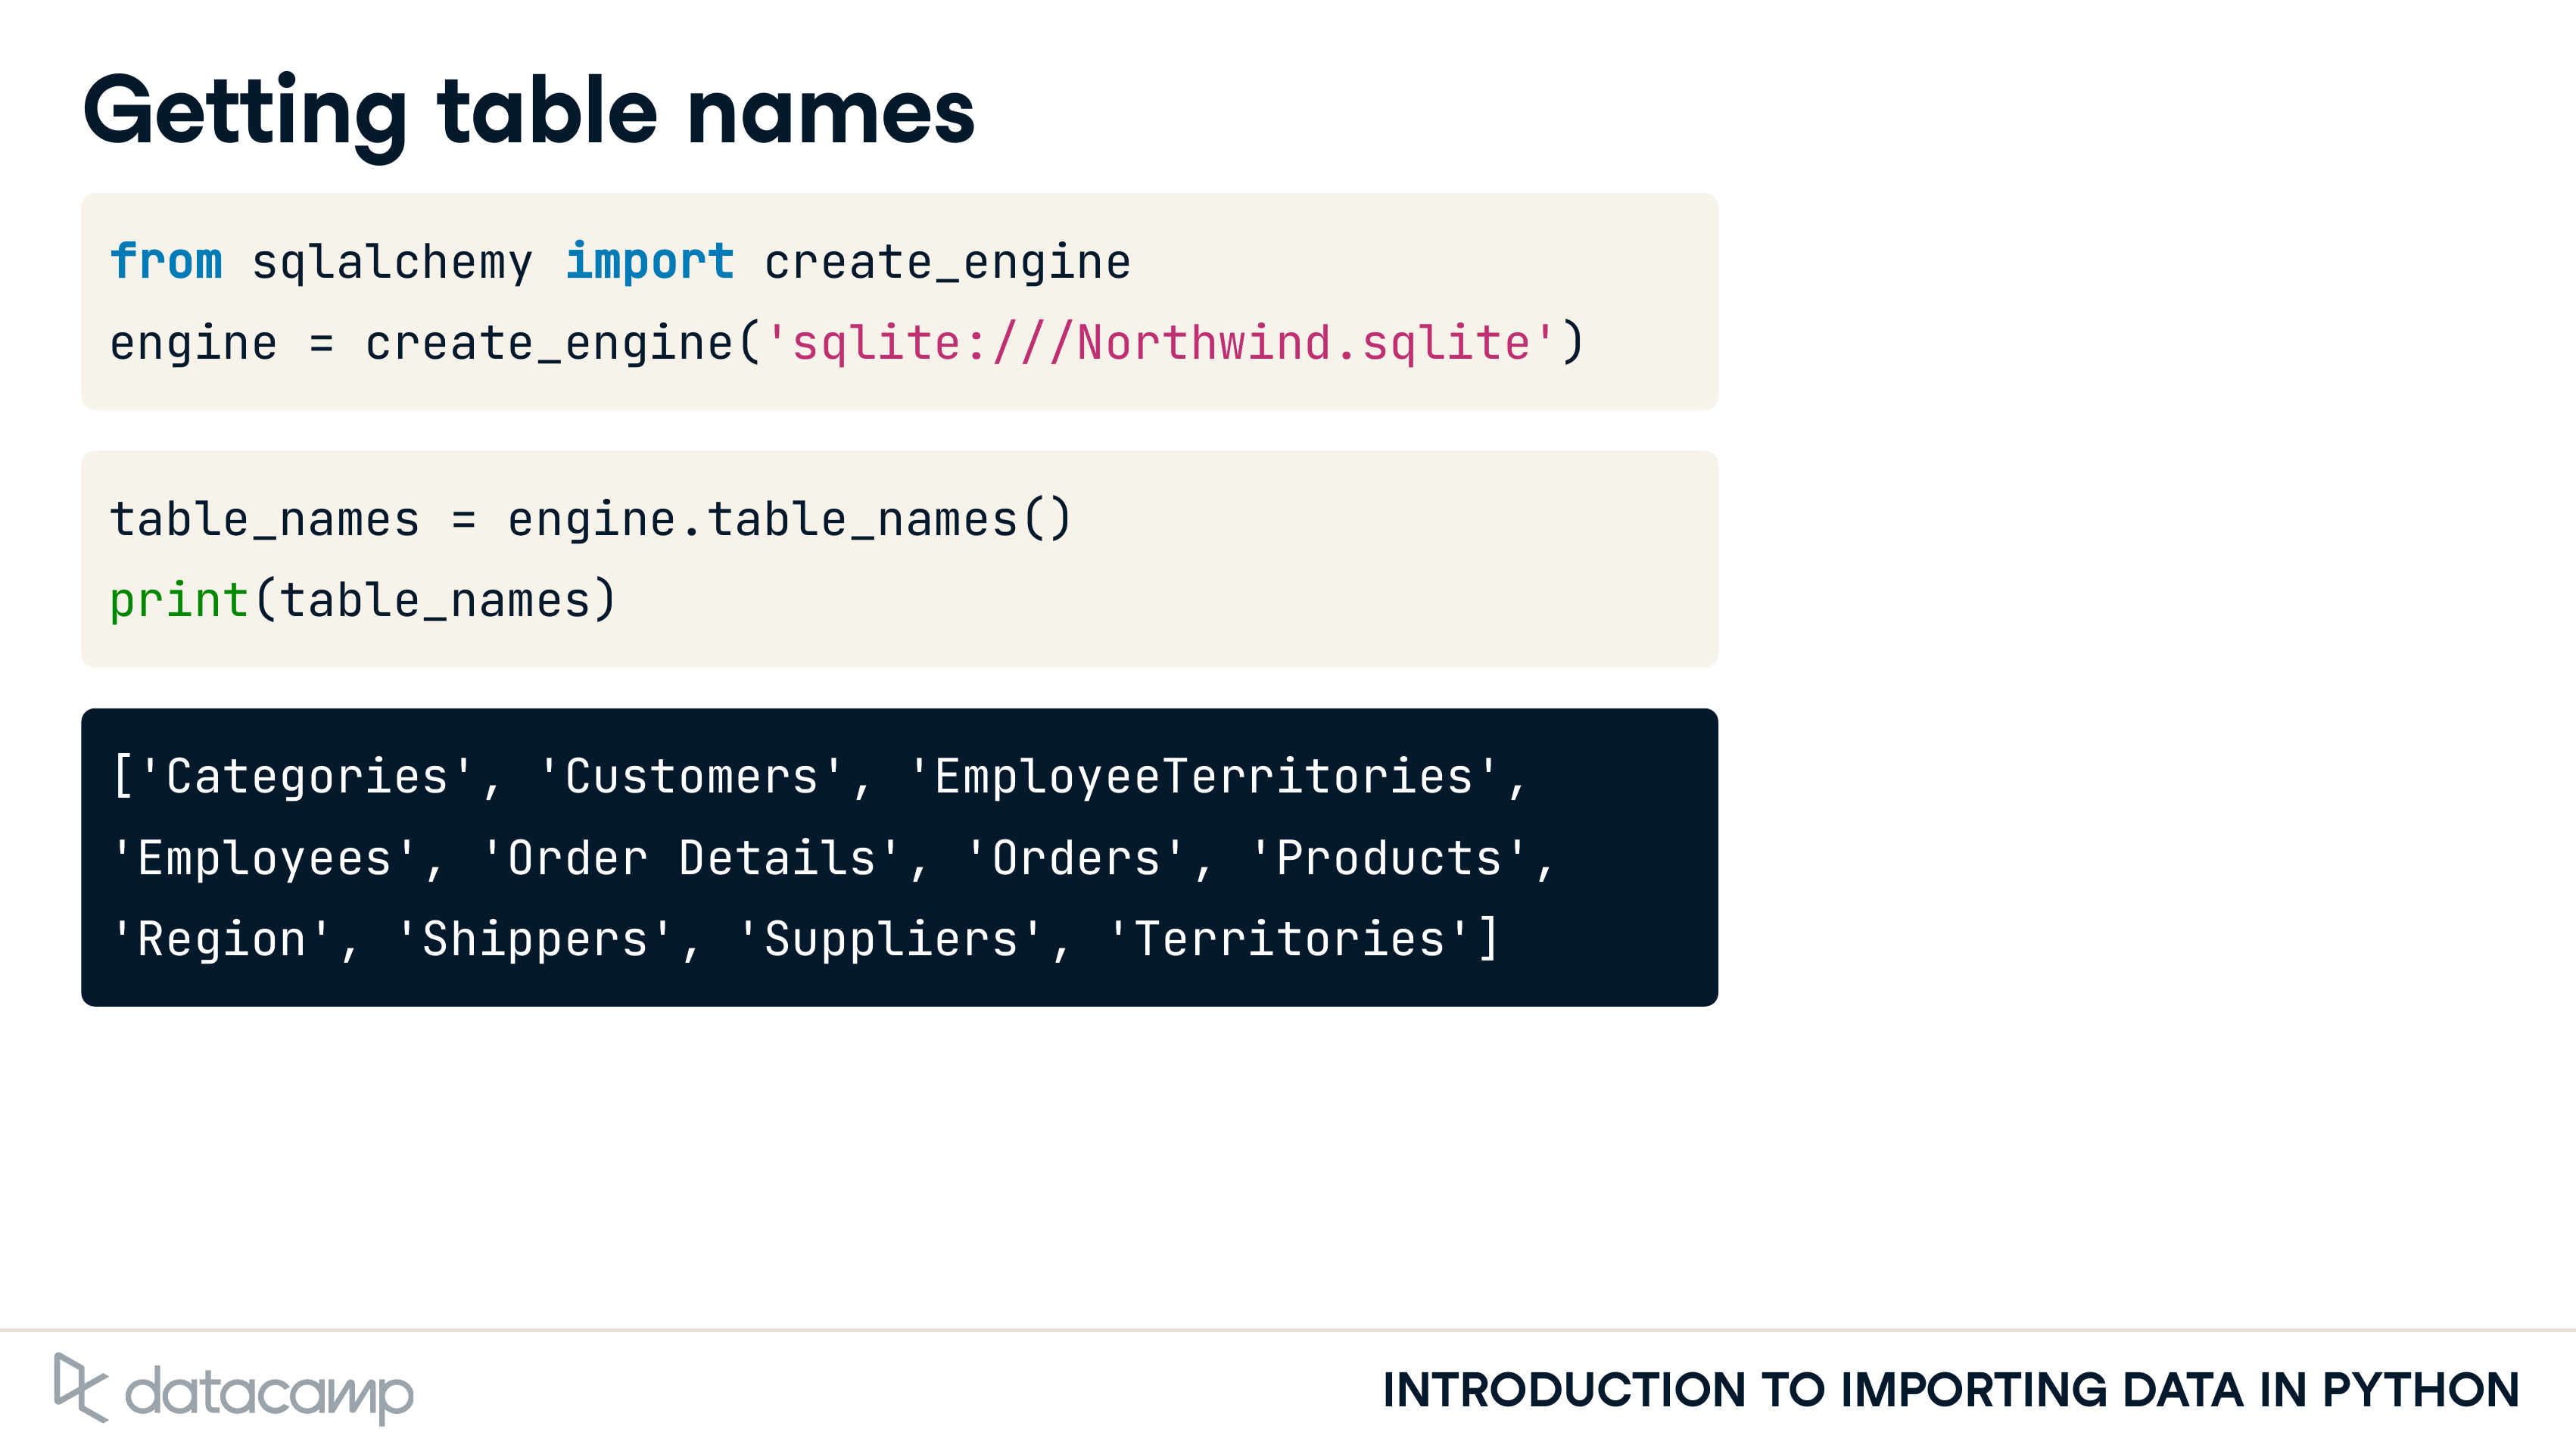 Getting table names
from sqlalchemy import create_engine
engine = create_engine('sqlite:///Northwind.sqlite')
table_names = engine.table_names()
print(table_names)
['Categories', 'Customers', 'EmployeeTerritories',
'Employees', 'Order Details', 'Orders', 'Products',
'Region', 'Shippers', 'Suppliers', 'Territories']
datacamp
INTRODUCTION TO IMPORTING DATA IN PYTHON